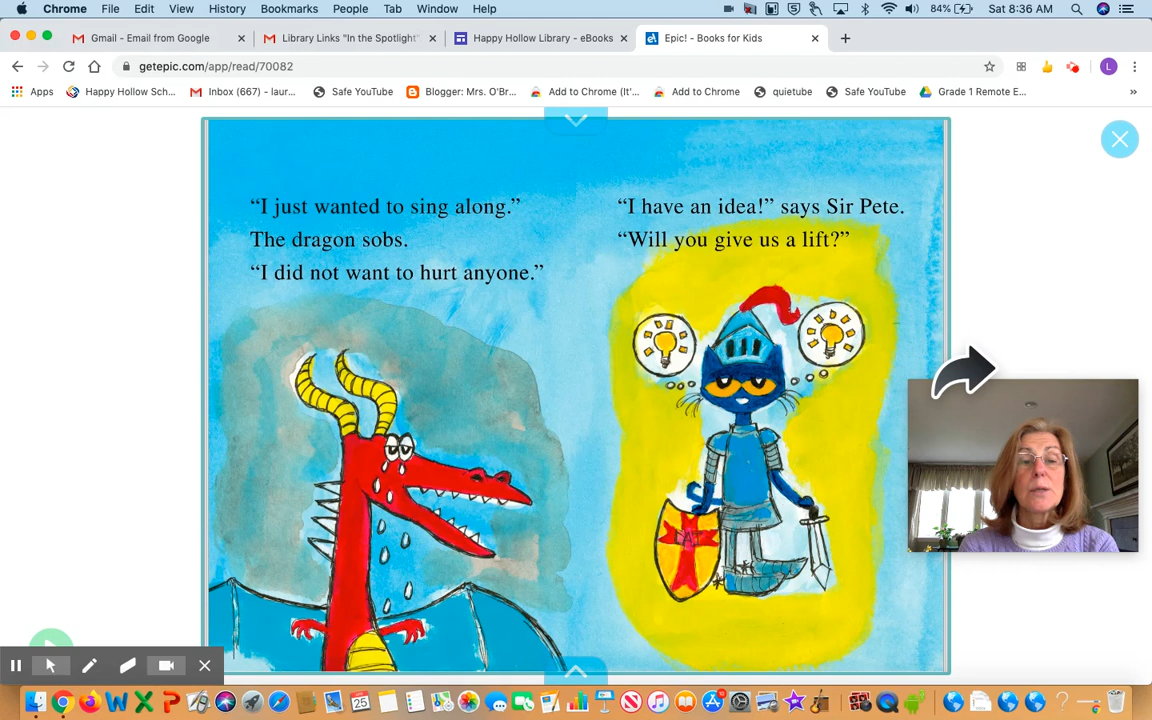 Chrome File Edit View History Bookmarks People Tab Window Help 84% Sat 8:36 AM
Gmail - Email from Google Library Links "In the Spotlight" Happy Hollow Library - eBooks Epic! - Books for Kids
getepic.com/app/read/70082 L
Apps Happy Hollow Sch... Inbox (667) - laur... Safe YouTube Blogger: Mrs. O'Br... Add to Chrome (It'... Add to Chrome quietube Safe YouTube Grade 1 Remote E... »
“I just wanted to sing along.”
The dragon sobs.
“I did not want to hurt anyone.”
“I have an idea!” says Sir Pete.
“Will you give us a lift?”